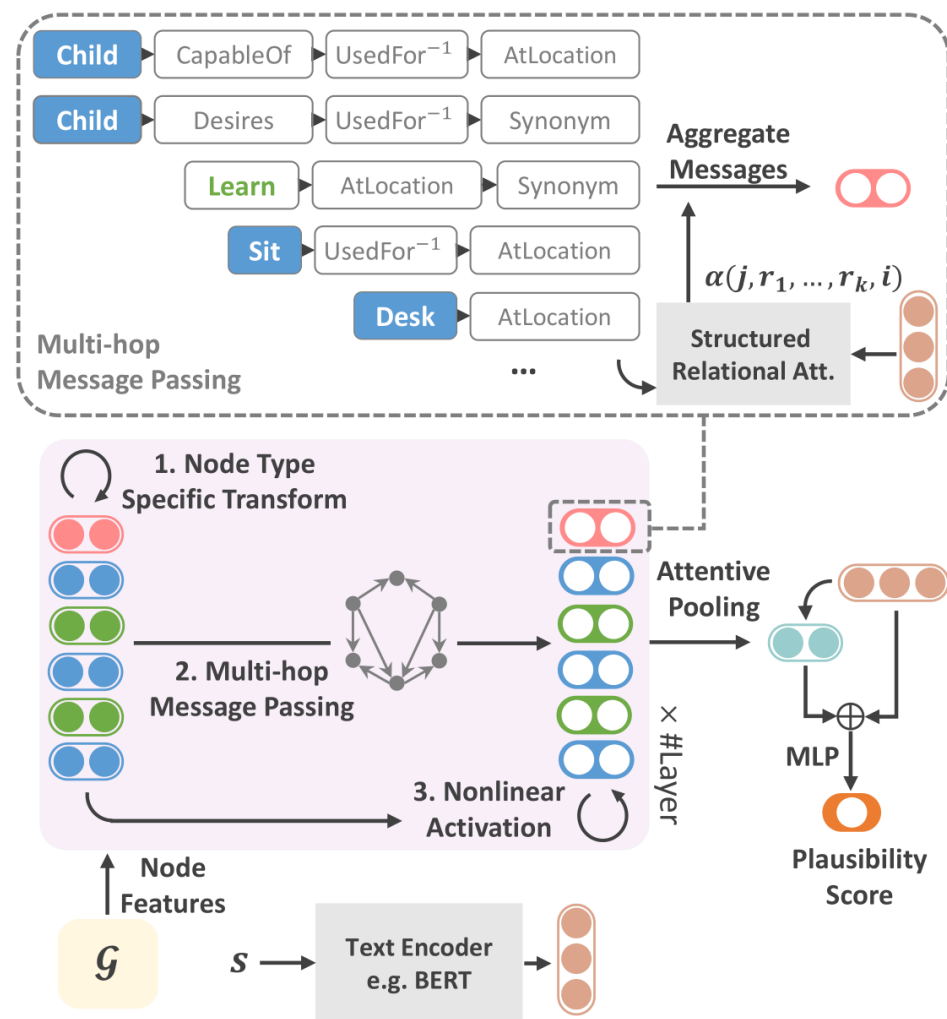 Child CapableOf UsedFor⁻¹ AtLocation
Child Desires UsedFor⁻¹ Synonym
Learn AtLocation Synonym
Sit UsedFor⁻¹ AtLocation
Desk AtLocation
...
Multi-hop
Message Passing
Aggregate
Messages
α(j, r₁, ..., rₖ, i)
Structured
Relational Att.
1. Node Type
Specific Transform
2. Multi-hop
Message Passing
3. Nonlinear
Activation
× #Layer
Attentive
Pooling
MLP
Plausibility
Score
Node
Features
𝒢
s
Text Encoder
e.g. BERT